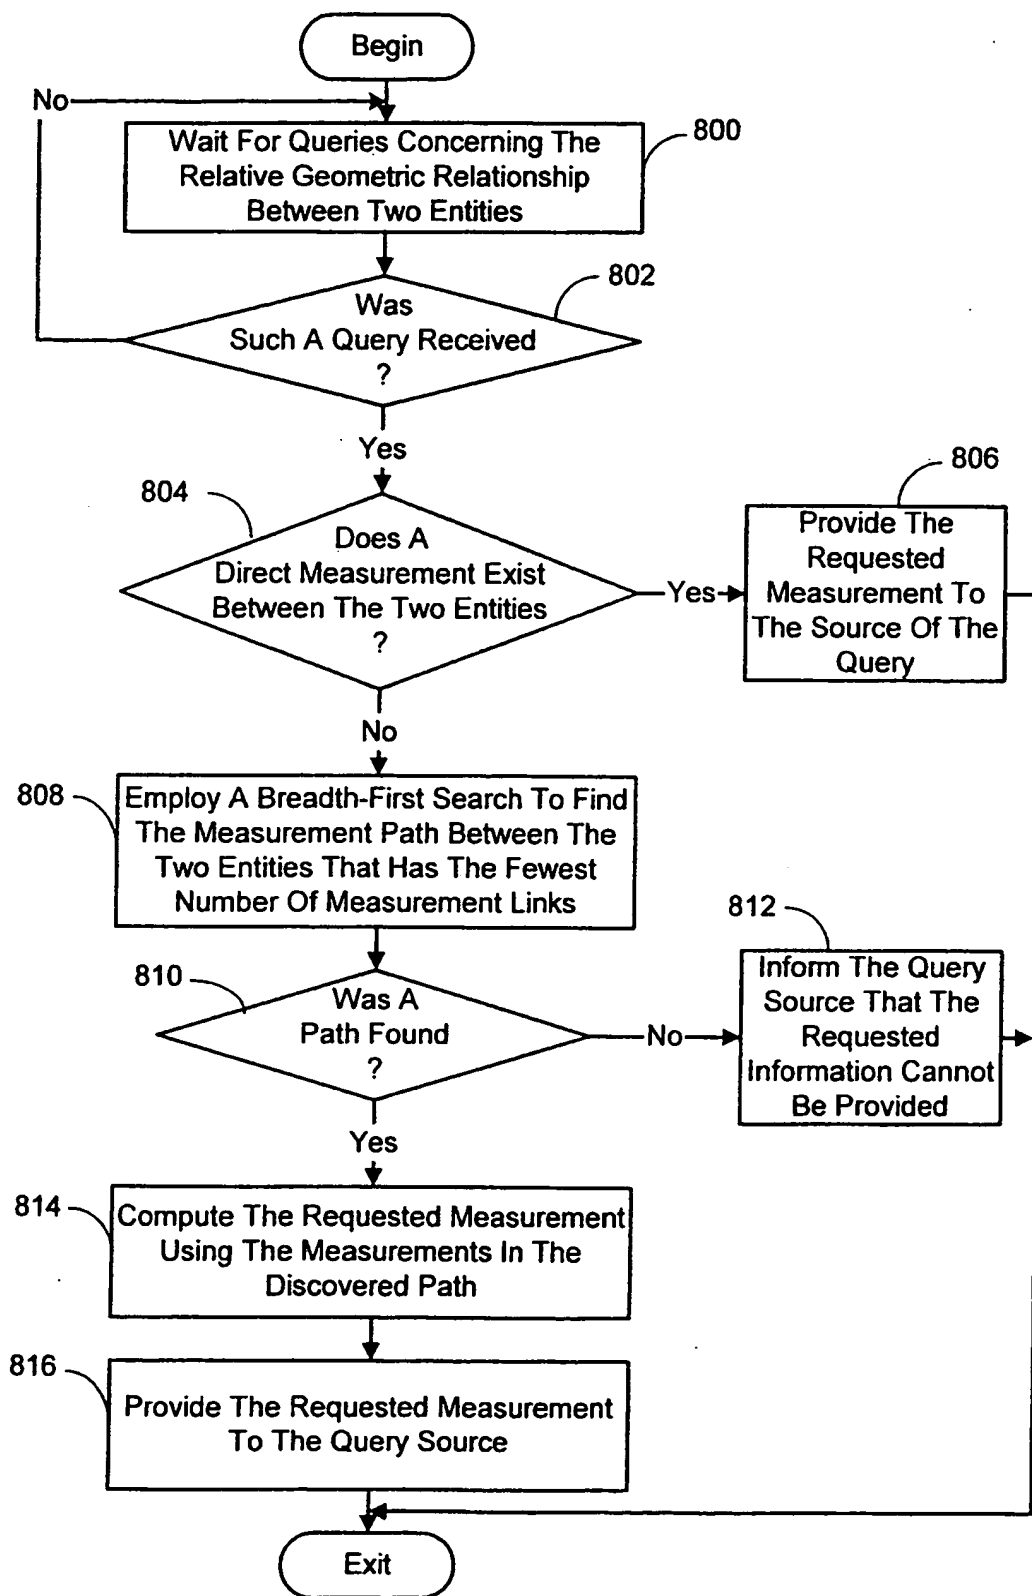 Begin
No
Wait For Queries Concerning The
Relative Geometric Relationship
Between Two Entities
800
Was
Such A Query Received
?
802
Yes
804
Does A
Direct Measurement Exist
Between The Two Entities
?
Yes
806
Provide The
Requested
Measurement To
The Source Of The
Query
No
808
Employ A Breadth-First Search To Find
The Measurement Path Between The
Two Entities That Has The Fewest
Number Of Measurement Links
810
Was A
Path Found
?
No
812
Inform The Query
Source That The
Requested
Information Cannot
Be Provided
Yes
814
Compute The Requested Measurement
Using The Measurements In The
Discovered Path
816
Provide The Requested Measurement
To The Query Source
Exit